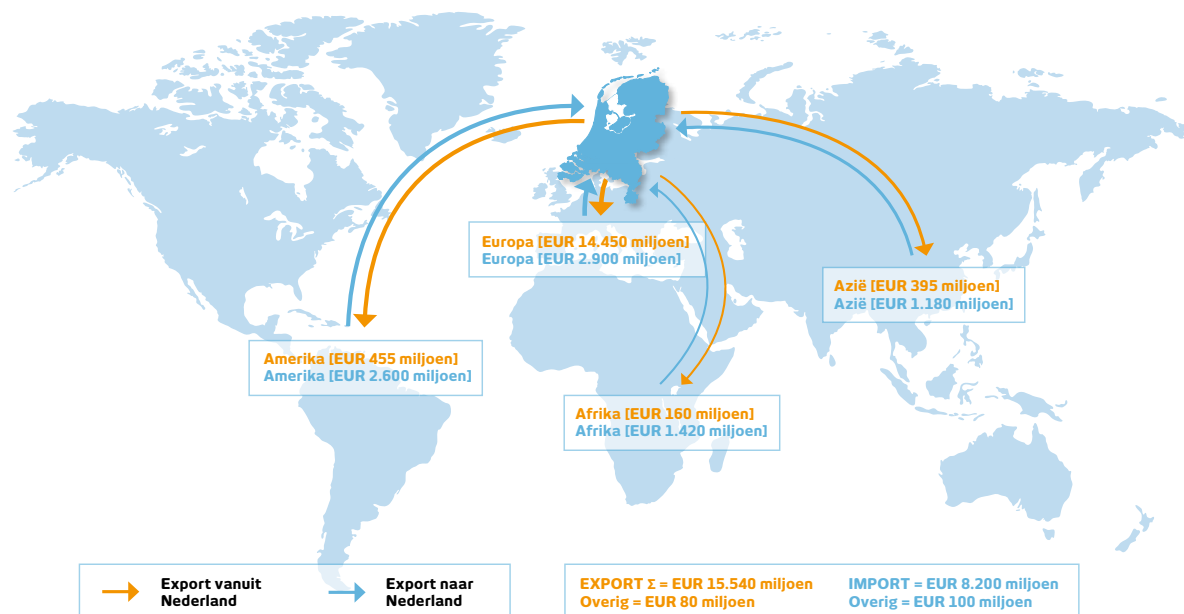 Europa [EUR 14.450 miljoen]
Europa [EUR 2.900 miljoen]
Azië [EUR 395 miljoen]
Azië [EUR 1.180 miljoen]
Amerika [EUR 455 miljoen]
Amerika [EUR 2.600 miljoen]
Afrika [EUR 160 miljoen]
Afrika [EUR 1.420 miljoen]
Export vanuit
Nederland
Export naar
Nederland
EXPORT Σ = EUR 15.540 miljoen
Overig = EUR 80 miljoen
IMPORT = EUR 8.200 miljoen
Overig = EUR 100 miljoen